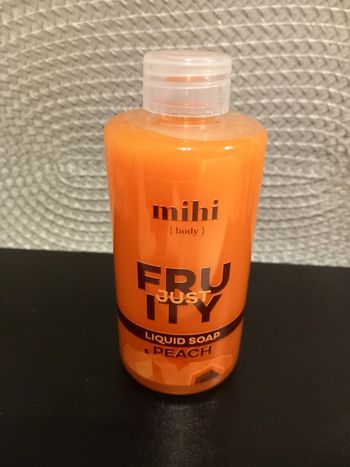 mihi
{ body }
FRU
JUST
ITY
LIQUID SOAP
PEACH